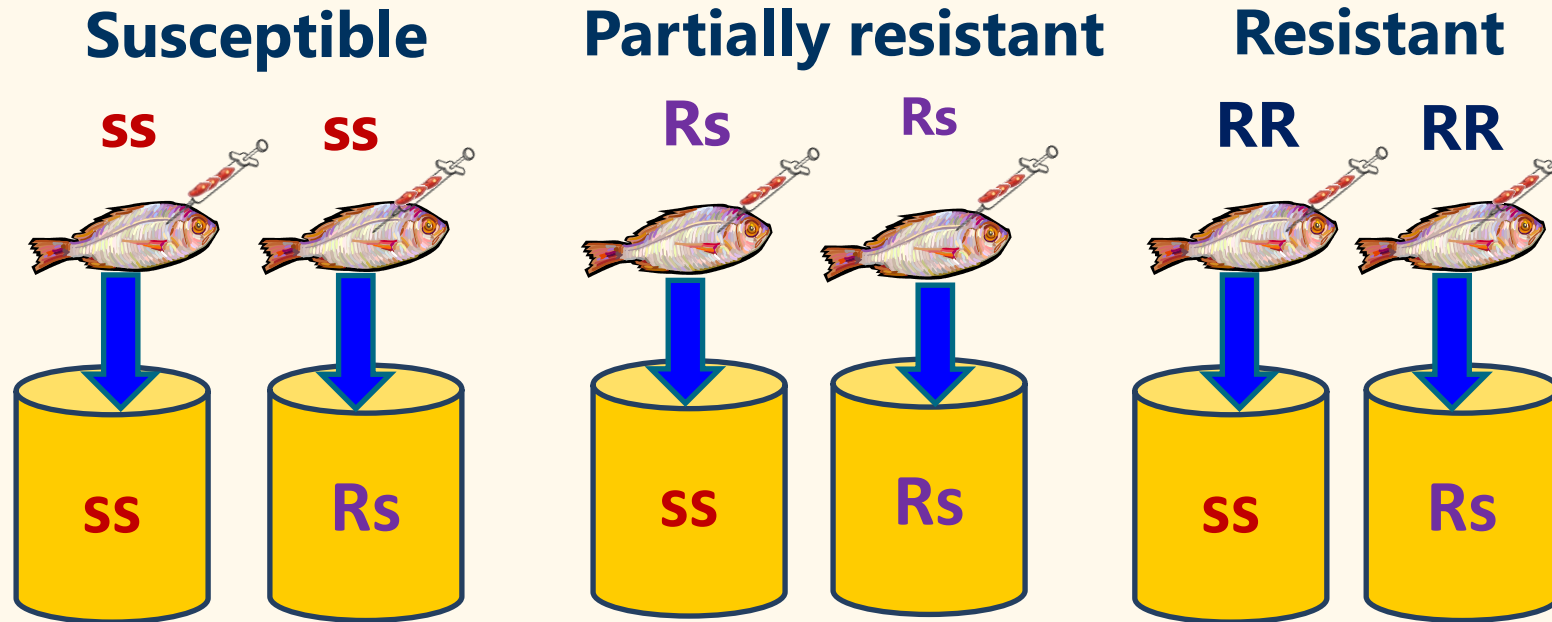 Susceptible Partially resistant Resistant
ss ss Rs Rs RR RR
ss Rs ss Rs ss Rs